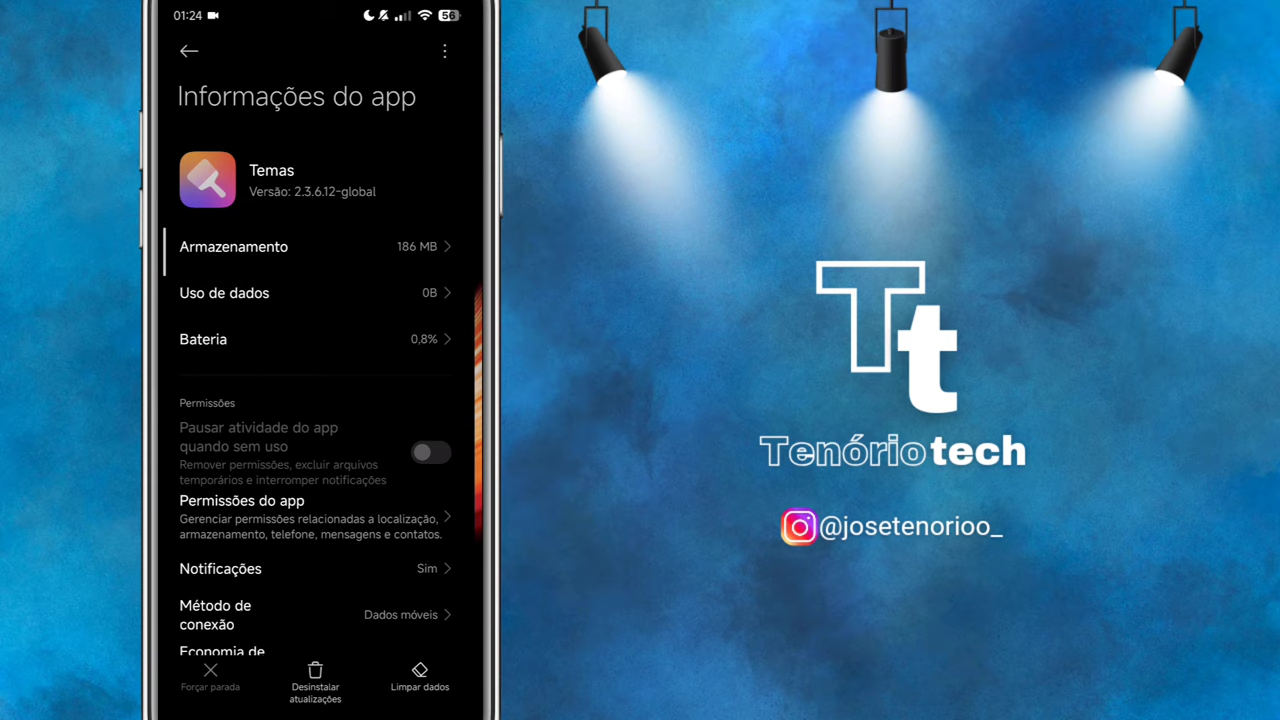 01:24
56
Informações do app
Temas
Versão: 2.3.6.12-global
Armazenamento
186 MB
Uso de dados
0B
Bateria
0,8%
Permissões
Pausar atividade do app
quando sem uso
Remover permissões, excluir arquivos
temporários e interromper notificações
Permissões do app
Gerenciar permissões relacionadas a localização,
armazenamento, telefone, mensagens e contatos.
Notificações
Sim
Método de
conexão
Dados móveis
Economia de
Forçar parada
Desinstalar
atualizações
Limpar dados
Tt
Tenório tech
@josetenorioo_